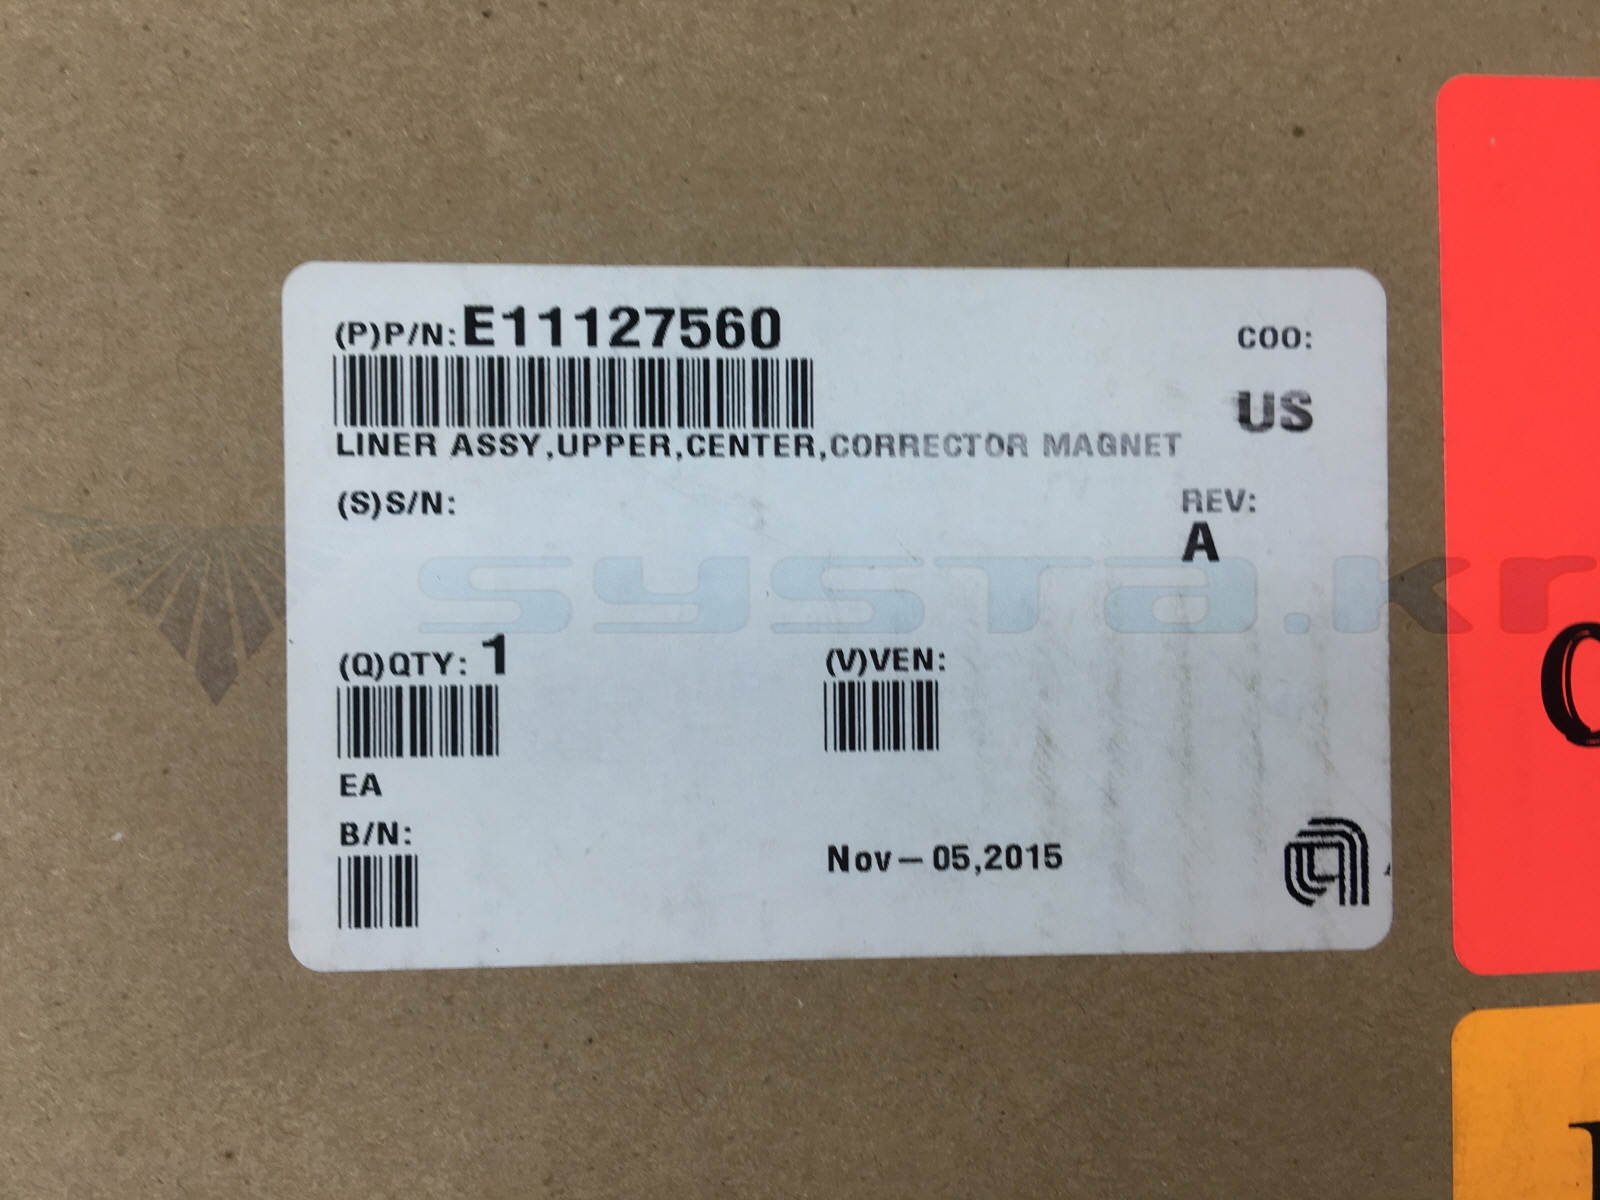 (P)P/N: E11127560
COO:
US
LINER ASSY,UPPER,CENTER,CORRECTOR MAGNET
(S)S/N:
REV:
A
systa.kr
(Q)QTY: 1
(V)VEN:
EA
B/N:
Nov-05,2015